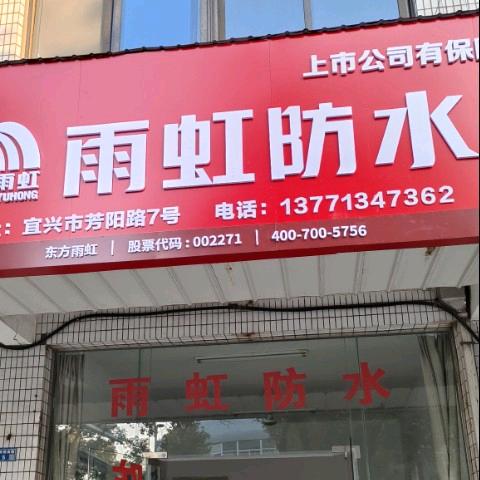 上市公司有保
雨虹
YUHONG
雨虹防水
：宜兴市芳阳路7号 电话：13771347362
东方雨虹 | 股票代码：002271 | 400-700-5756
雨虹防水